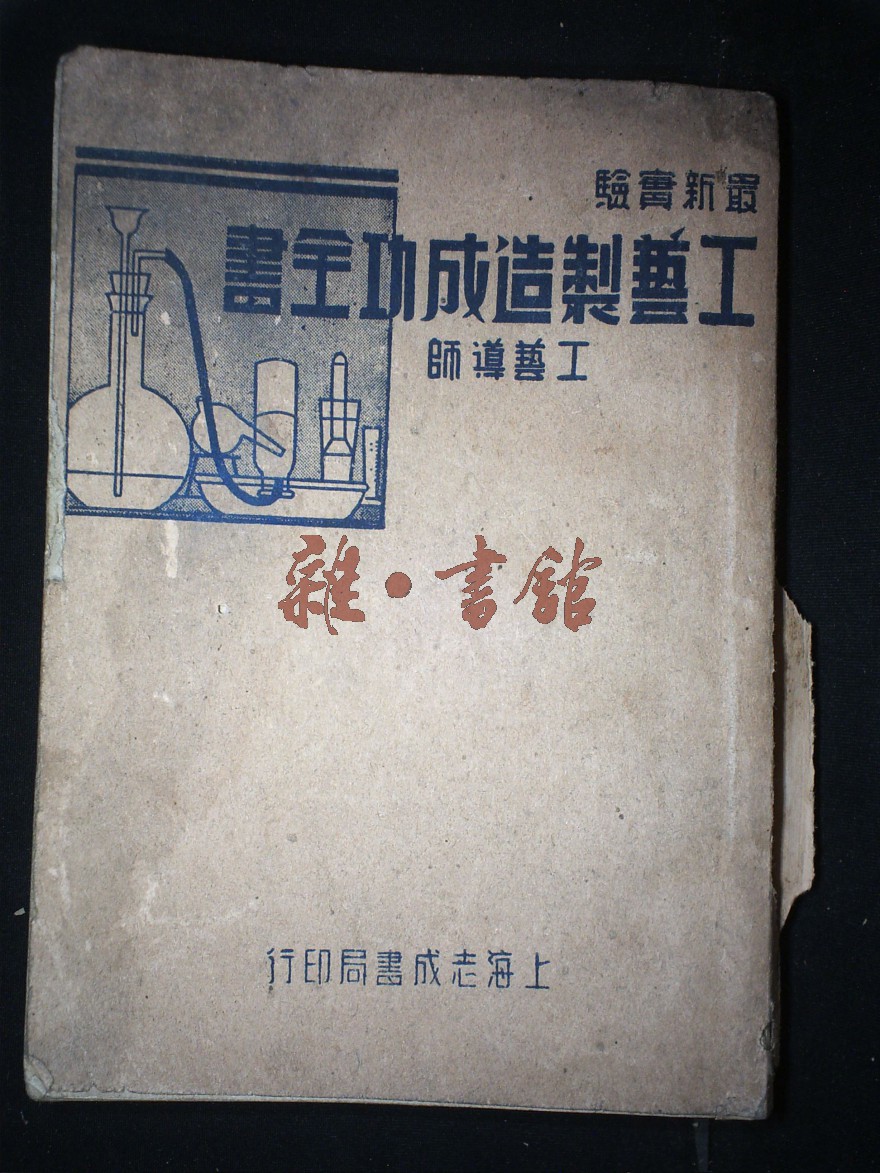 最新實驗
工藝製造成功全書
工藝導師
雜·書館
上海志成書局印行